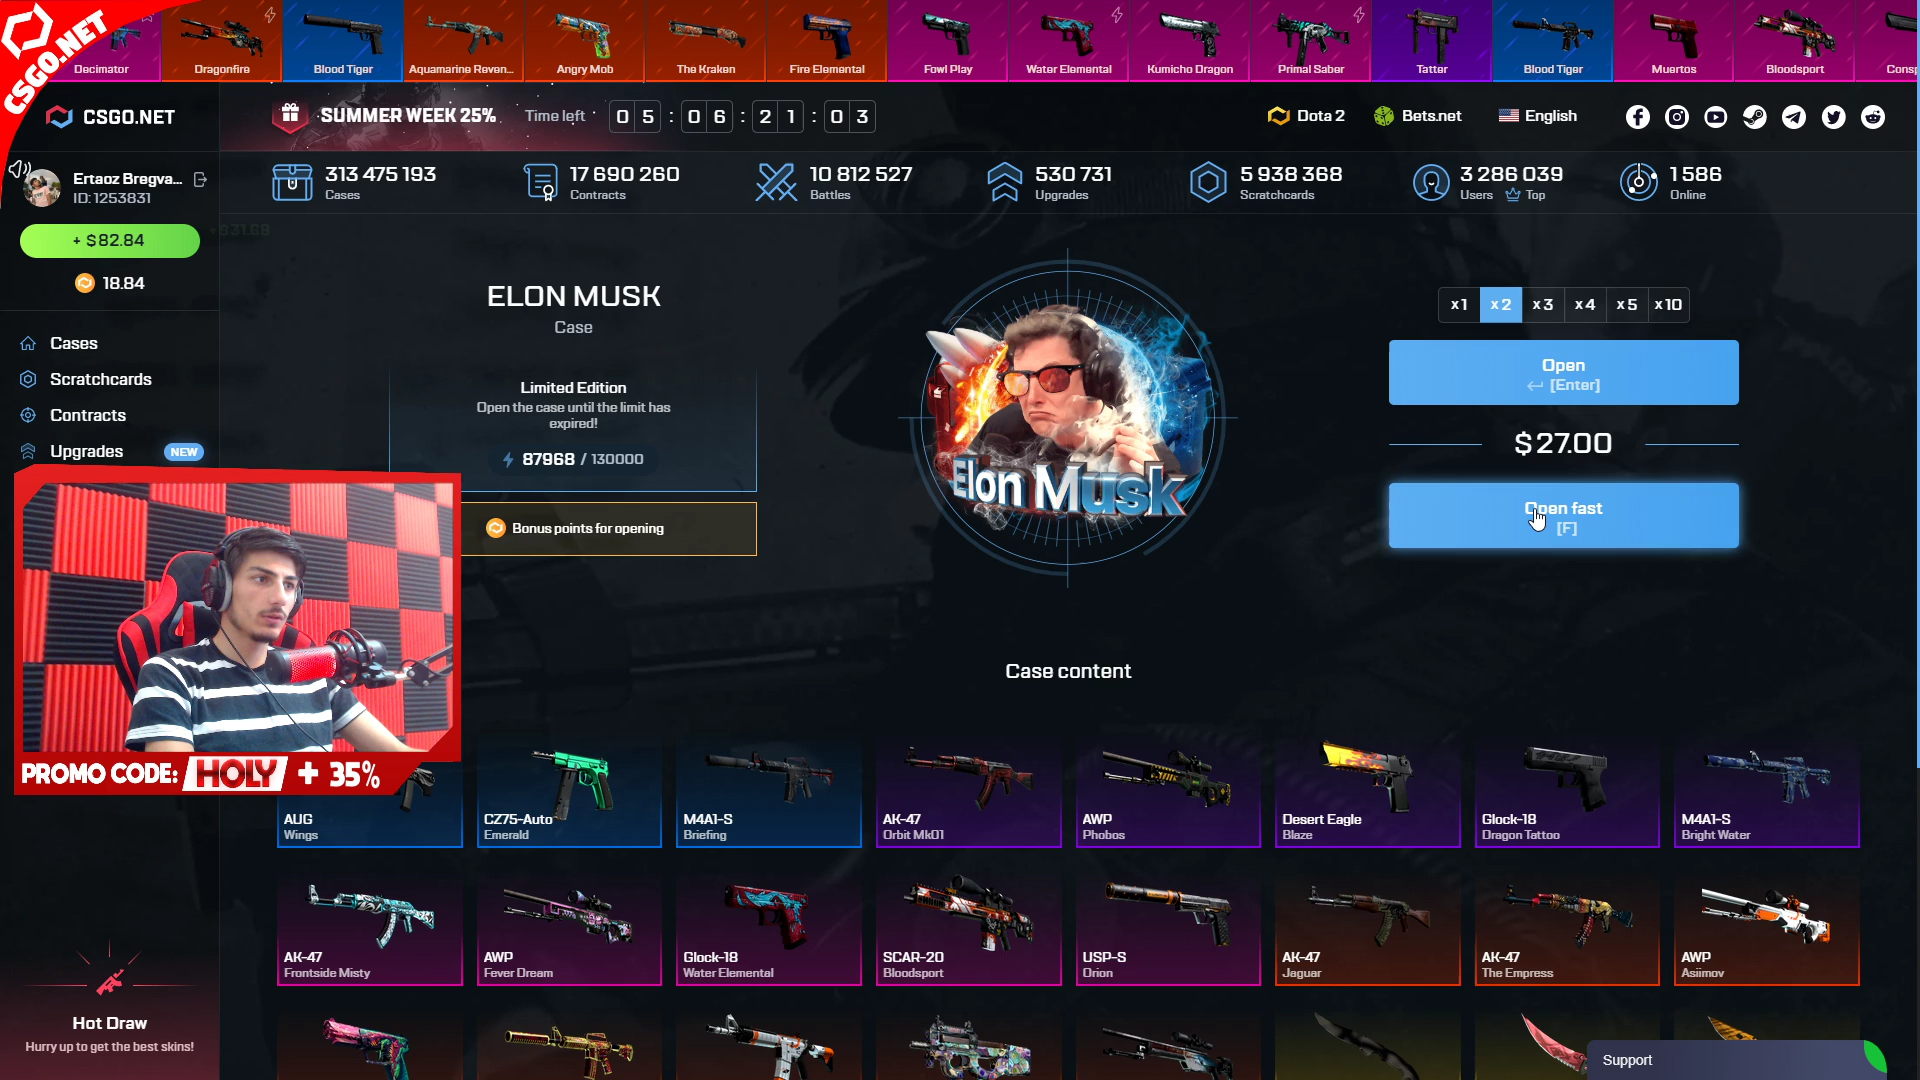 CSGO.NET
Decimator
Dragonfire
Blood Tiger
Aquamarine Reven...
Angry Mob
The Kraken
Fire Elemental
Fowl Play
Water Elemental
Kumicho Dragon
Primal Saber
Tatter
Blood Tiger
Muertos
Bloodsport
CSGO.NET
SUMMER WEEK 25%
Time left
05:06:21:03
Dota 2
Bets.net
English
Ertaoz Bregva...
ID: 1253831
+ $82.84
18.84
313 475 193
Cases
17 690 260
Contracts
10 812 527
Battles
530 731
Upgrades
5 938 368
Scratchcards
3 286 039
Users
Top
1 586
Online
+ $31.68
Cases
Scratchcards
Contracts
Upgrades
NEW
ELON MUSK
Case
Limited Edition
Open the case until the limit has
expired!
87968 / 130000
Bonus points for opening
Elon Musk
x1
x2
x3
x4
x5
x10
Open
[Enter]
$27.00
Open fast
[F]
Case content
PROMO CODE: HOLY + 35%
AUG
Wings
CZ75-Auto
Emerald
M4A1-S
Briefing
AK-47
Orbit Mk01
AWP
Phobos
Desert Eagle
Blaze
Glock-18
Dragon Tattoo
M4A1-S
Bright Water
AK-47
Frontside Misty
AWP
Fever Dream
Glock-18
Water Elemental
SCAR-20
Bloodsport
USP-S
Orion
AK-47
Jaguar
AK-47
The Empress
AWP
Asiimov
Hot Draw
Hurry up to get the best skins!
Support